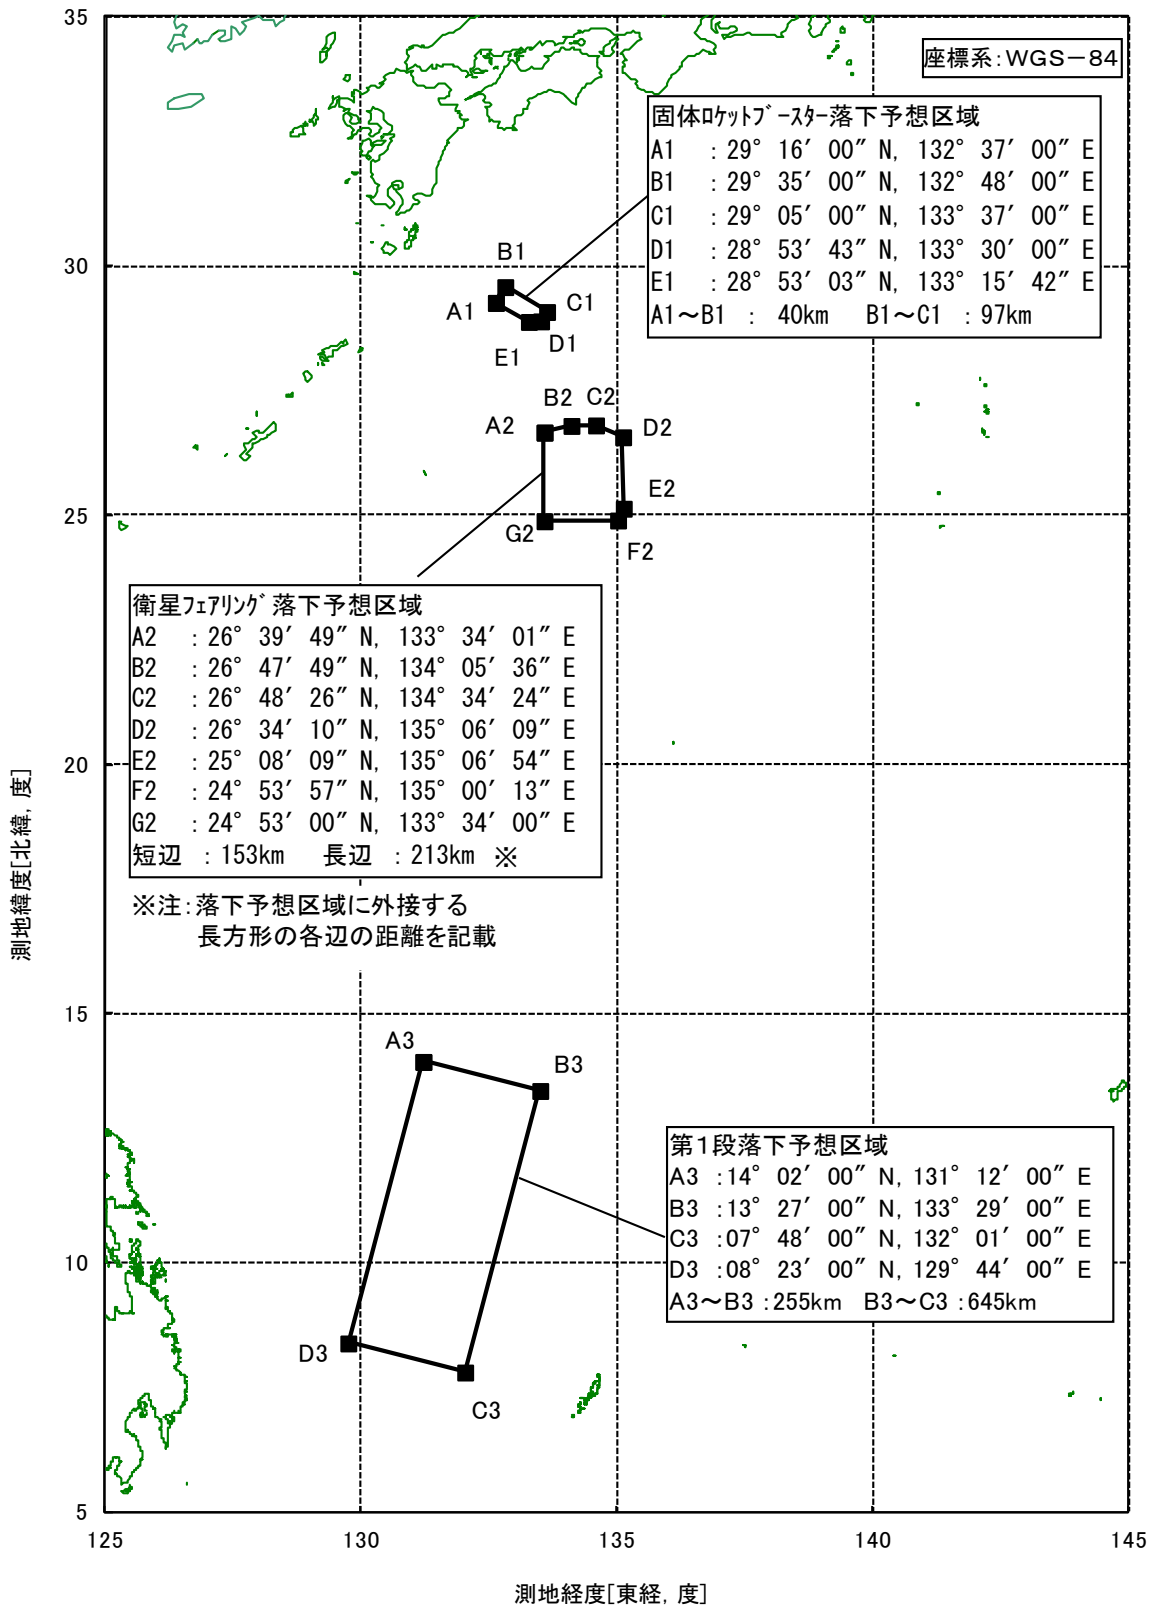 35
座標系:WGS－84
固体ﾛｹｯﾄﾌﾞｰｽﾀｰ落下予想区域
A1 : 29° 16′ 00″ N, 132° 37′ 00″ E
B1 : 29° 35′ 00″ N, 132° 48′ 00″ E
C1 : 29° 05′ 00″ N, 133° 37′ 00″ E
D1 : 28° 53′ 43″ N, 133° 30′ 00″ E
E1 : 28° 53′ 03″ N, 133° 15′ 42″ E
A1～B1 : 40km B1～C1 : 97km
30
B1
A1
C1
D1
E1
B2
C2
A2
D2
E2
25
G2
F2
衛星ﾌｪｱﾘﾝｸﾞ落下予想区域
A2 : 26° 39′ 49″ N, 133° 34′ 01″ E
B2 : 26° 47′ 49″ N, 134° 05′ 36″ E
C2 : 26° 48′ 26″ N, 134° 34′ 24″ E
D2 : 26° 34′ 10″ N, 135° 06′ 09″ E
E2 : 25° 08′ 09″ N, 135° 06′ 54″ E
F2 : 24° 53′ 57″ N, 135° 00′ 13″ E
G2 : 24° 53′ 00″ N, 133° 34′ 00″ E
短辺 : 153km 長辺 : 213km ※
※注:落下予想区域に外接する
長方形の各辺の距離を記載
20
測地緯度[北緯, 度]
15
A3
B3
第1段落下予想区域
A3 :14° 02′ 00″ N, 131° 12′ 00″ E
B3 :13° 27′ 00″ N, 133° 29′ 00″ E
C3 :07° 48′ 00″ N, 132° 01′ 00″ E
D3 :08° 23′ 00″ N, 129° 44′ 00″ E
A3～B3 :255km B3～C3 :645km
10
D3
C3
5
125 130 135 140 145
測地経度[東経, 度]